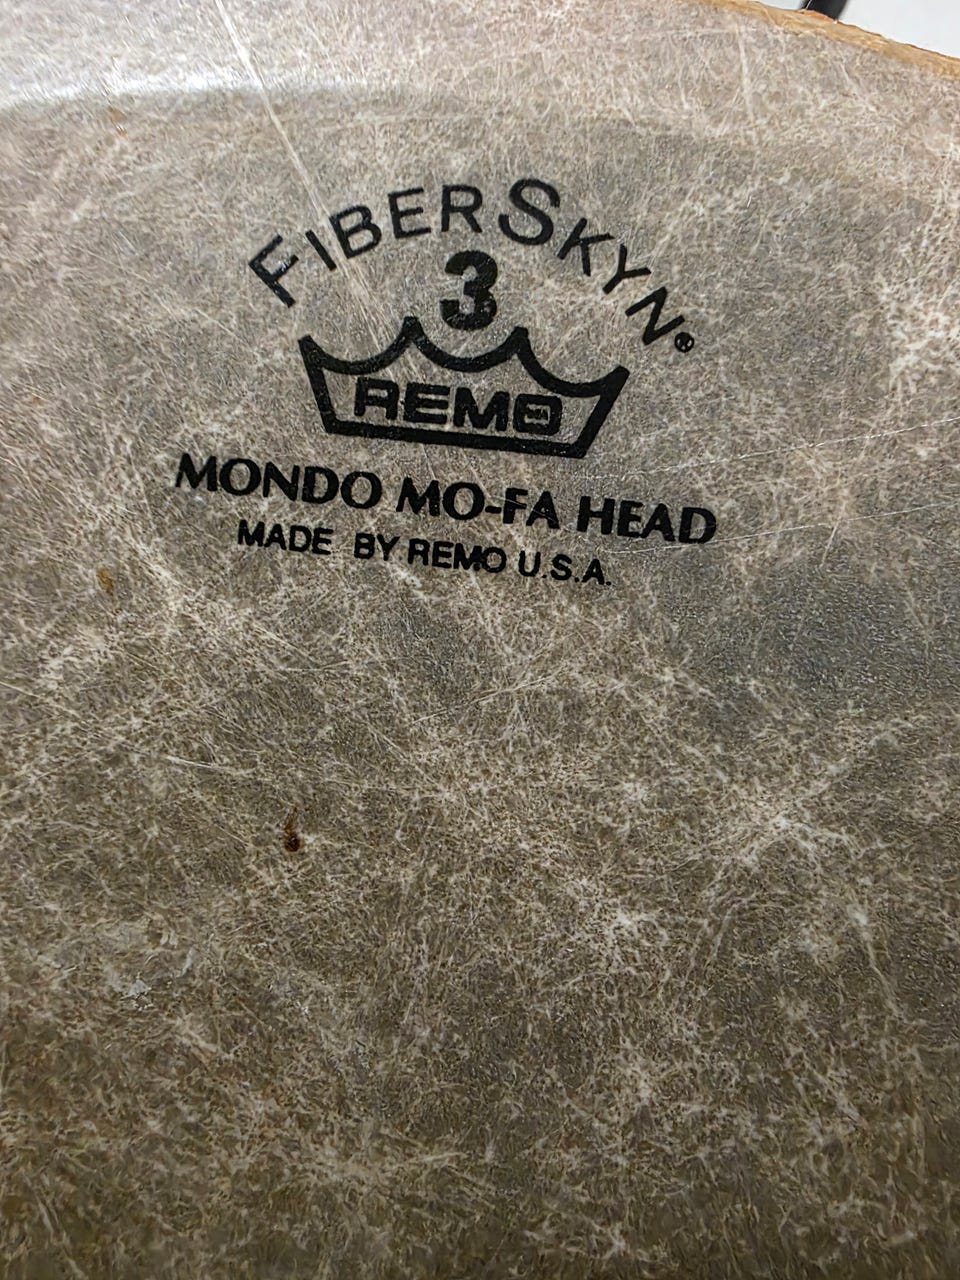 FIBERSKYN®
3
REMO
MONDO MO-FA HEAD
MADE BY REMO U.S.A.